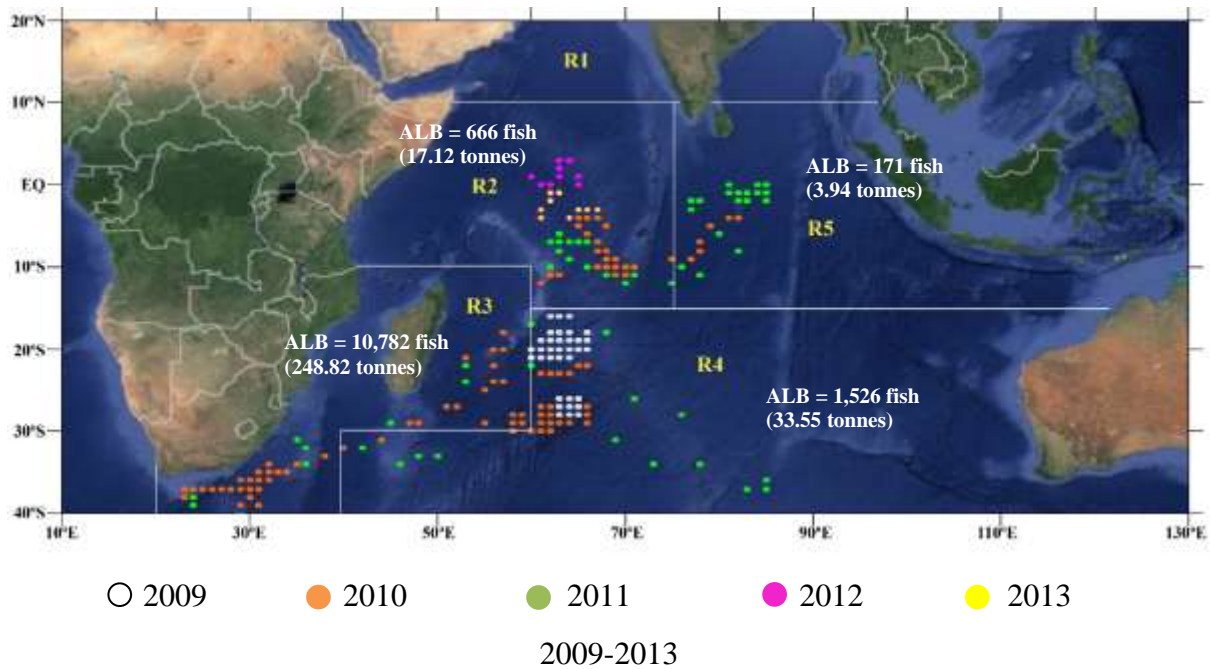 20°N
R1
10°N
ALB = 666 fish
(17.12 tonnes)
ALB = 171 fish
(3.94 tonnes)
EQ
R2
R5
10°S
R3
ALB = 10,782 fish
(248.82 tonnes)
20°S
R4
ALB = 1,526 fish
(33.55 tonnes)
30°S
40°S
10°E 30°E 50°E 70°E 90°E 110°E 130°E
2009 2010 2011 2012 2013
2009-2013